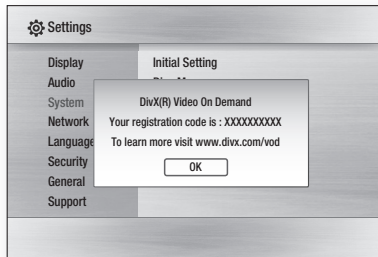 Settings
Display
Initial Setting
Audio
System
DivX(R) Video On Demand
Network
Your registration code is : XXXXXXXXXX
Language
To learn more visit www.divx.com/vod
Security
OK
General
Support